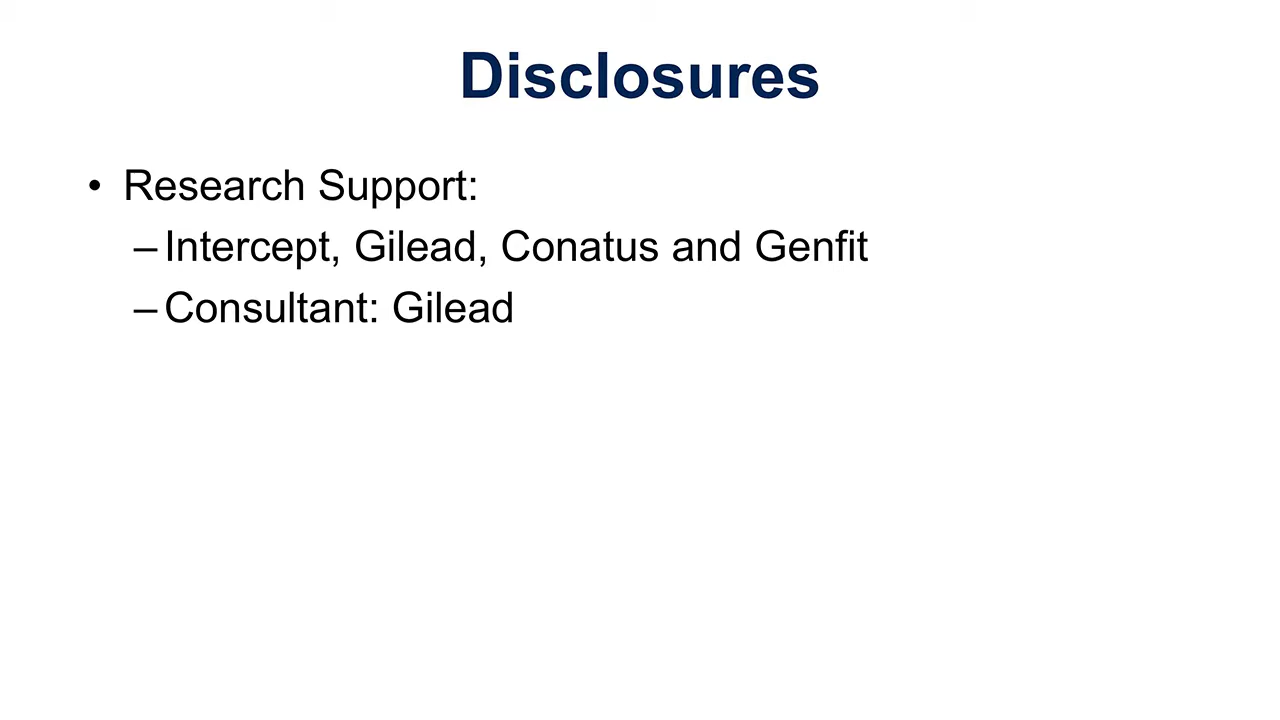 Disclosures
• Research Support:
– Intercept, Gilead, Conatus and Genfit
– Consultant: Gilead